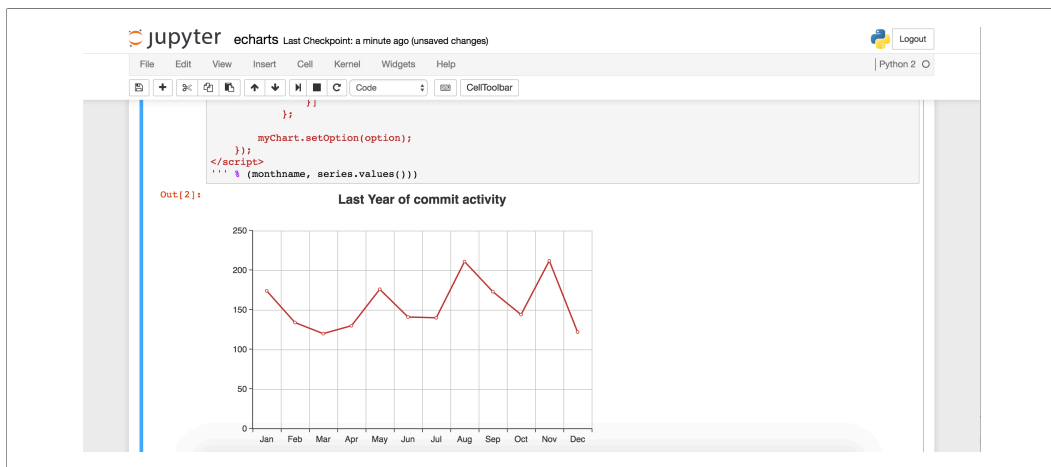 jupyter echarts Last Checkpoint: a minute ago (unsaved changes)
Logout
File Edit View Insert Cell Kernel Widgets Help
Python 2
Code
CellToolbar
}]
};
myChart.setOption(option);
});
</script>
''' % (monthname, series.values()))
Out[2]:
Last Year of commit activity
250
200
150
100
50
0
Jan Feb Mar Apr May Jun Jul Aug Sep Oct Nov Dec